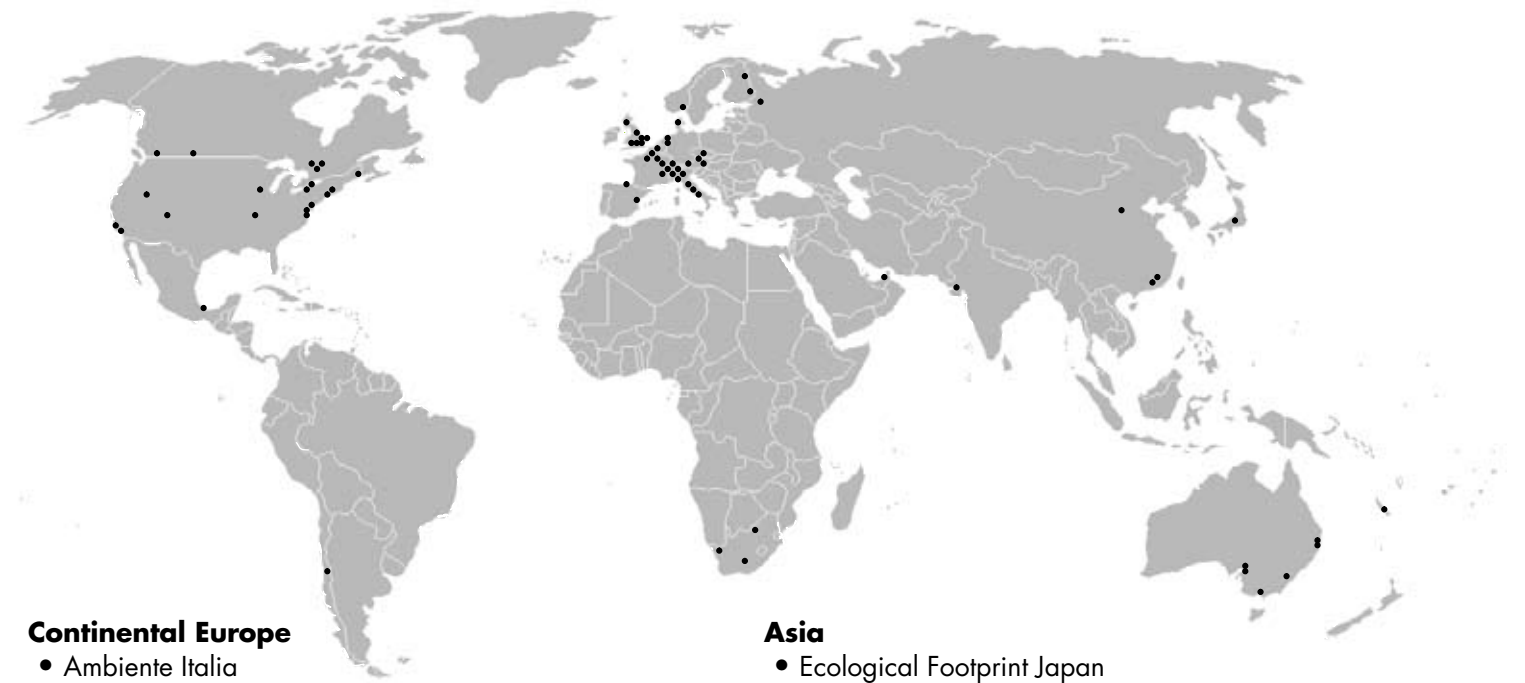 Continental Europe
• Ambiente Italia
Asia
• Ecological Footprint Japan